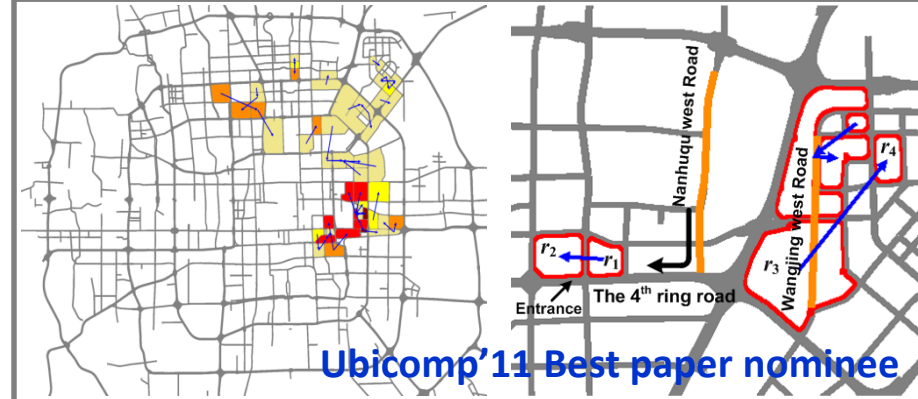 Nanhuqu west Road
Wangjing west Road
r4
r2
r1
r3
Entrance
The 4th ring road
Ubicomp'11 Best paper nominee